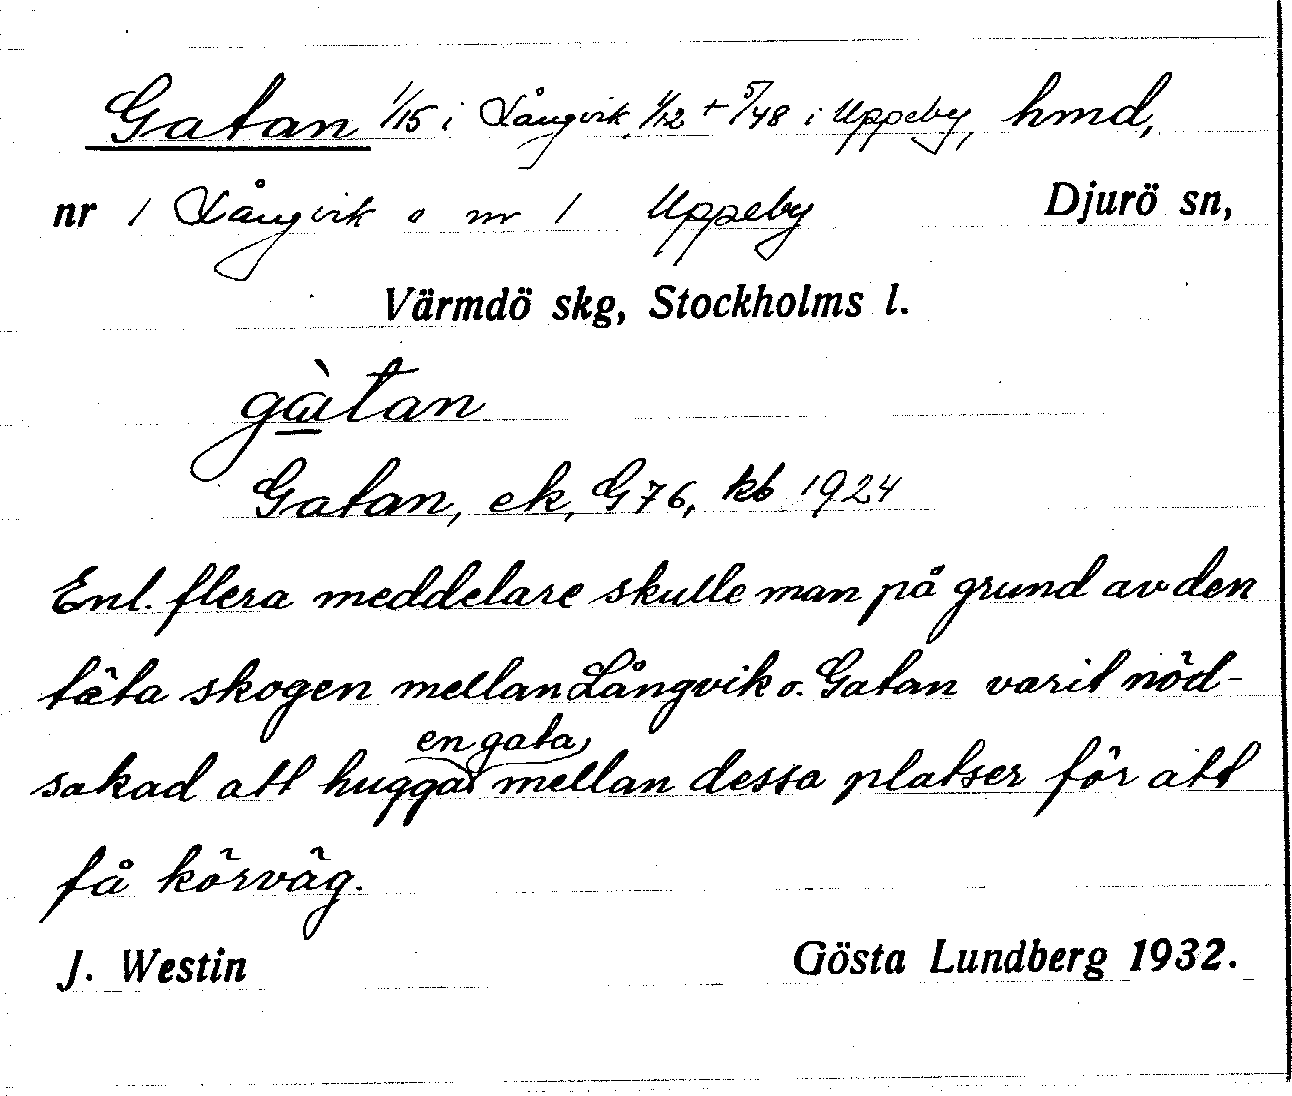 Gatan 1/15 i Långvik, 1/12 + 5/48 i Uppeby, hmd,
nr 1 Långvik o nr 1 Uppeby Djurö sn,
Värmdö skg, Stockholms l.
gàtan
Gatan, ek, G 76, kb 1924
Enl. flera meddelare skulle man på grund av den
täta skogen mellan Långvik o. Gatan varit nöd-
sakad att hugga en gata mellan dessa platser för att
få körväg.
J. Westin Gösta Lundberg 1932.